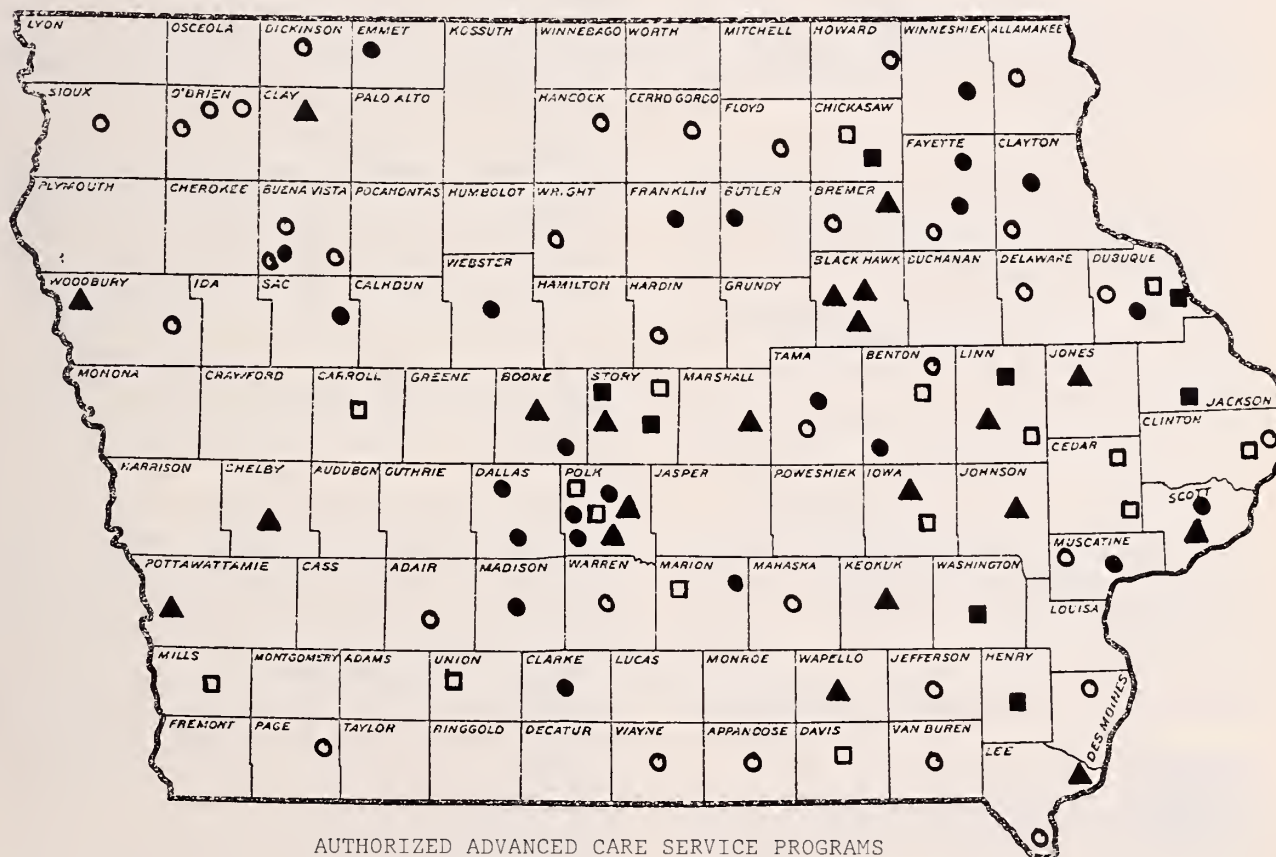 LYON OSCEOLA DICKINSON EMMET KOSSUTH WINNEBAGO WORTH MITCHELL HOWARD WINNESHIEK ALLAMAKEE
SIOUX O'BRIEN CLAY PALO ALTO HANCOCK CERRO GORDO FLOYD CHICKASAW
FAYETTE CLAYTON
PLYMOUTH CHEROKEE BUENA VISTA POCAHONTAS HUMBOLDT WRIGHT FRANKLIN BUTLER BREMER
WOODBURY IDA SAC CALHOUN WEBSTER HAMILTON HARDIN GRUNDY BLACK HAWK BUCHANAN DELAWARE DUBUQUE
MONONA CRAWFORD CARROLL GREENE BOONE STORY MARSHALL TAMA BENTON LINN JONES
JACKSON
CLINTON
CEDAR
HARRISON SHELBY AUDUBON GUTHRIE DALLAS POLK JASPER POWESHIEK IOWA JOHNSON
SCOTT
MUSCATINE
POTTAWATTAMIE CASS ADAIR MADISON WARREN MARION MAHASKA KEOKUK WASHINGTON
LOUISA
MILLS MONTGOMERY ADAMS UNION CLARKE LUCAS MONROE WAPELLO JEFFERSON HENRY
DES MOINES
FREMONT PAGE TAYLOR RINGGOLD DECATUR WAYNE APPANOOSE DAVIS VAN BUREN
LEE
AUTHORIZED ADVANCED CARE SERVICE PROGRAMS